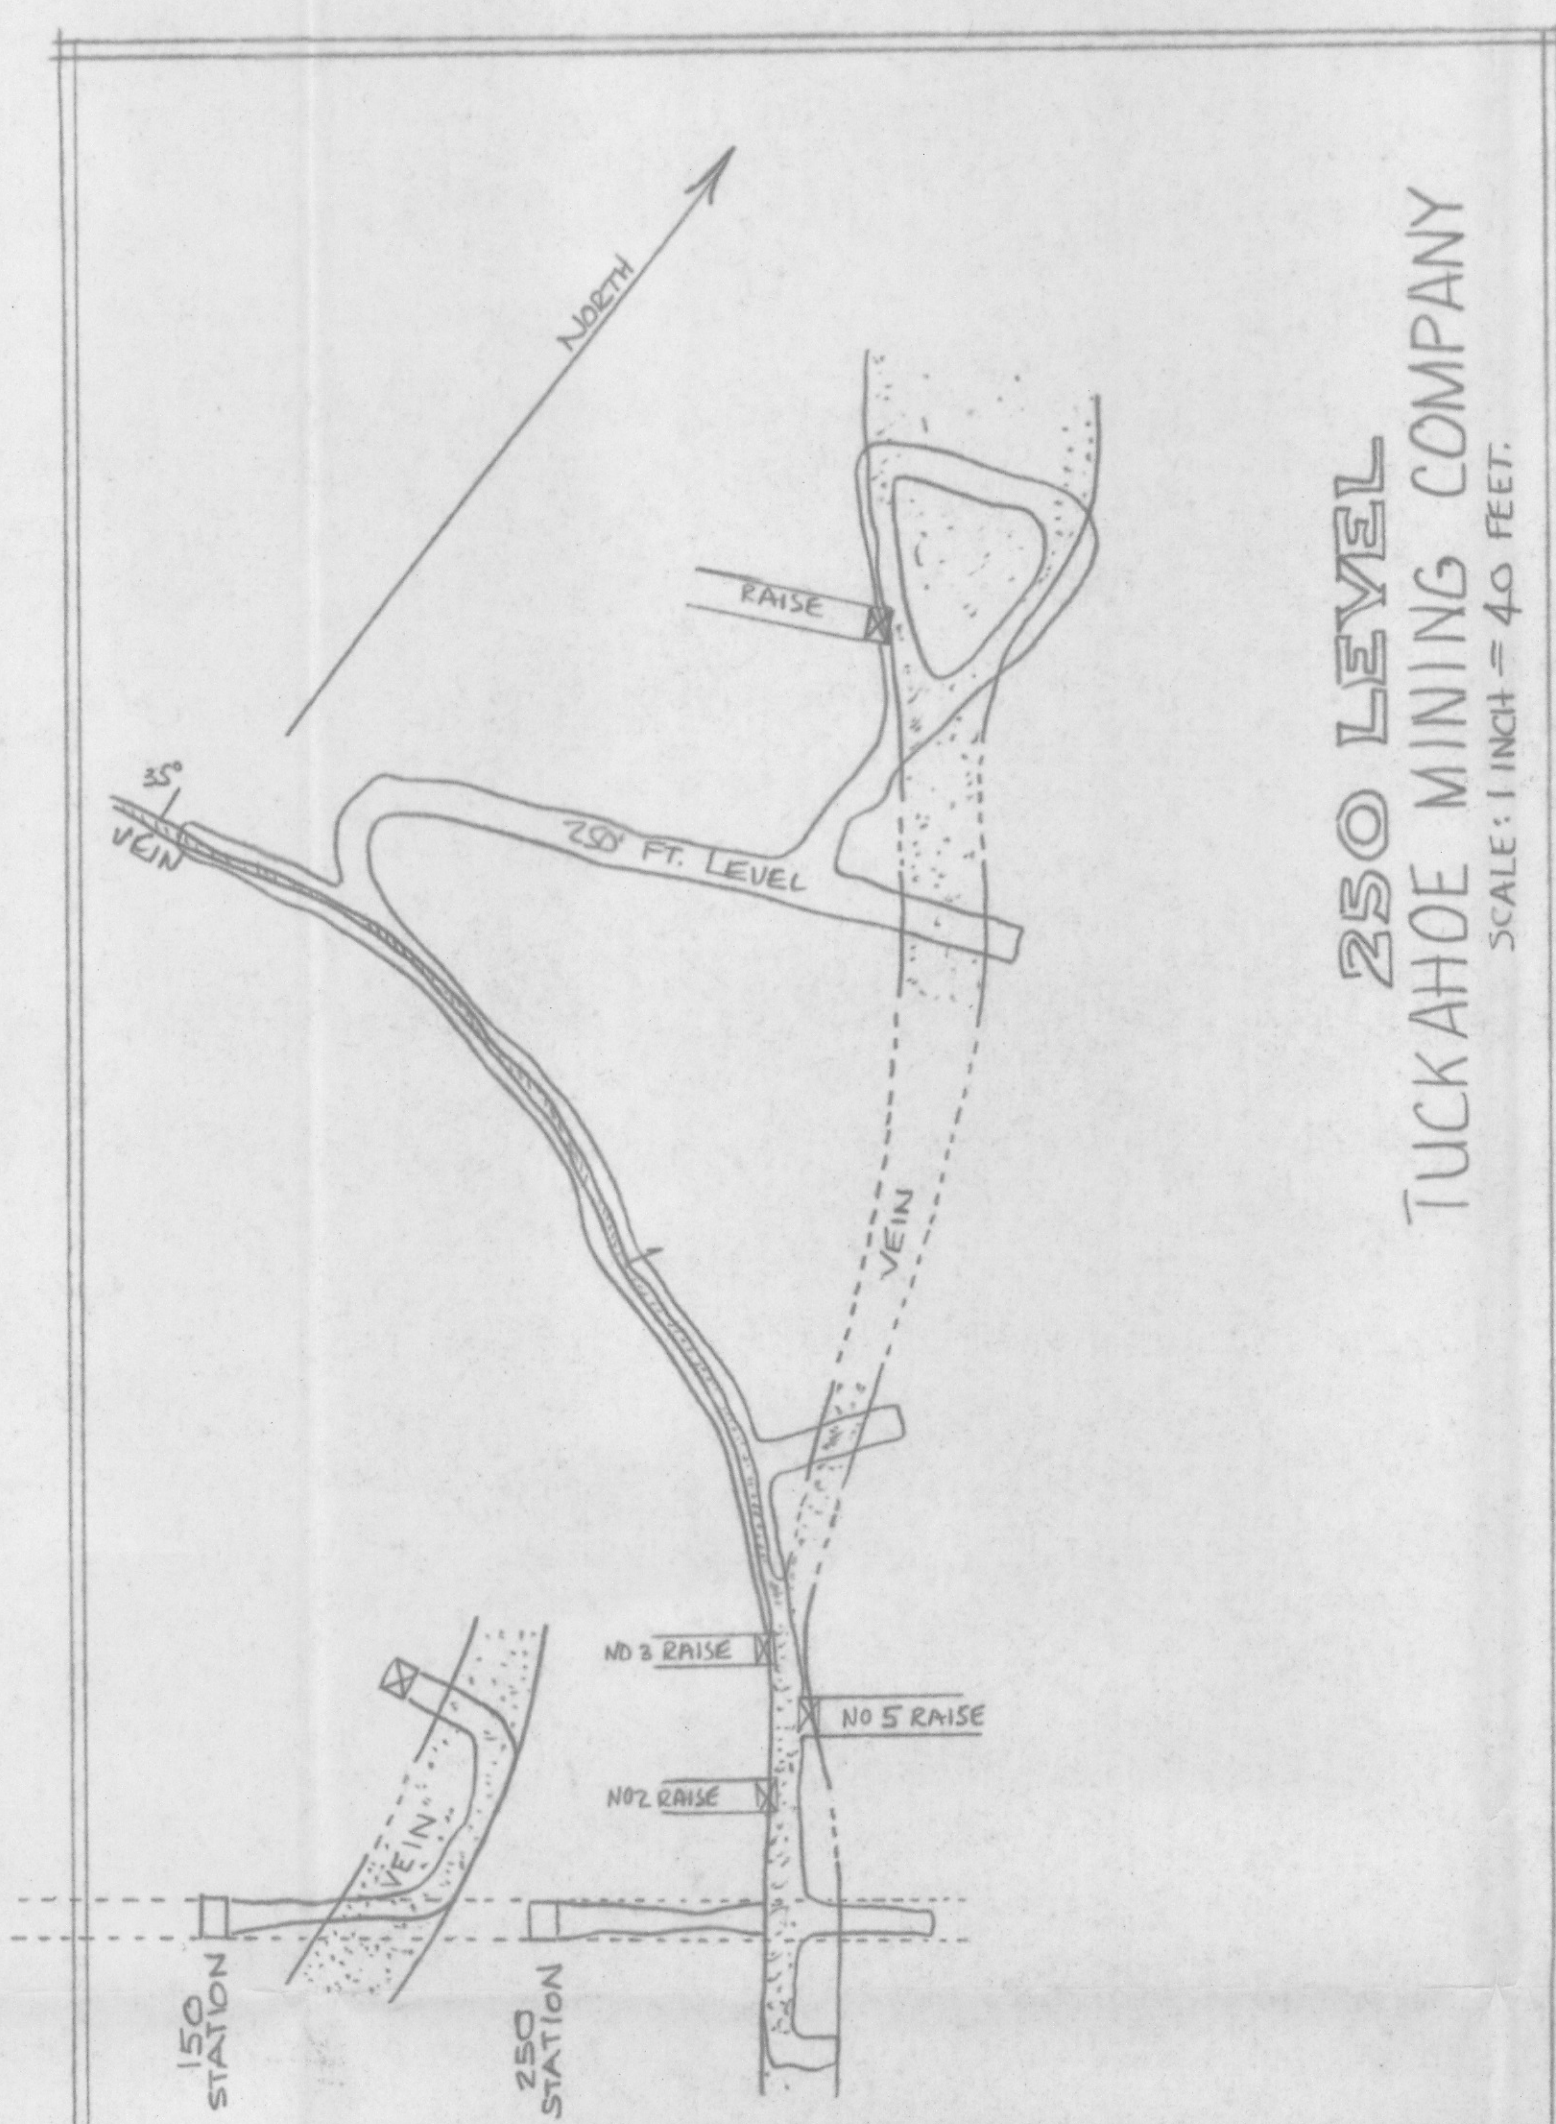 250 LEVEL
TUCKAHOE MINING COMPANY
SCALE: 1 INCH = 40 FEET.
NORTH
RAISE
35°
VEIN
250' FT. LEVEL
VEIN
NO 3 RAISE
NO 5 RAISE
NO 2 RAISE
VEIN
150
STATION
250
STATION